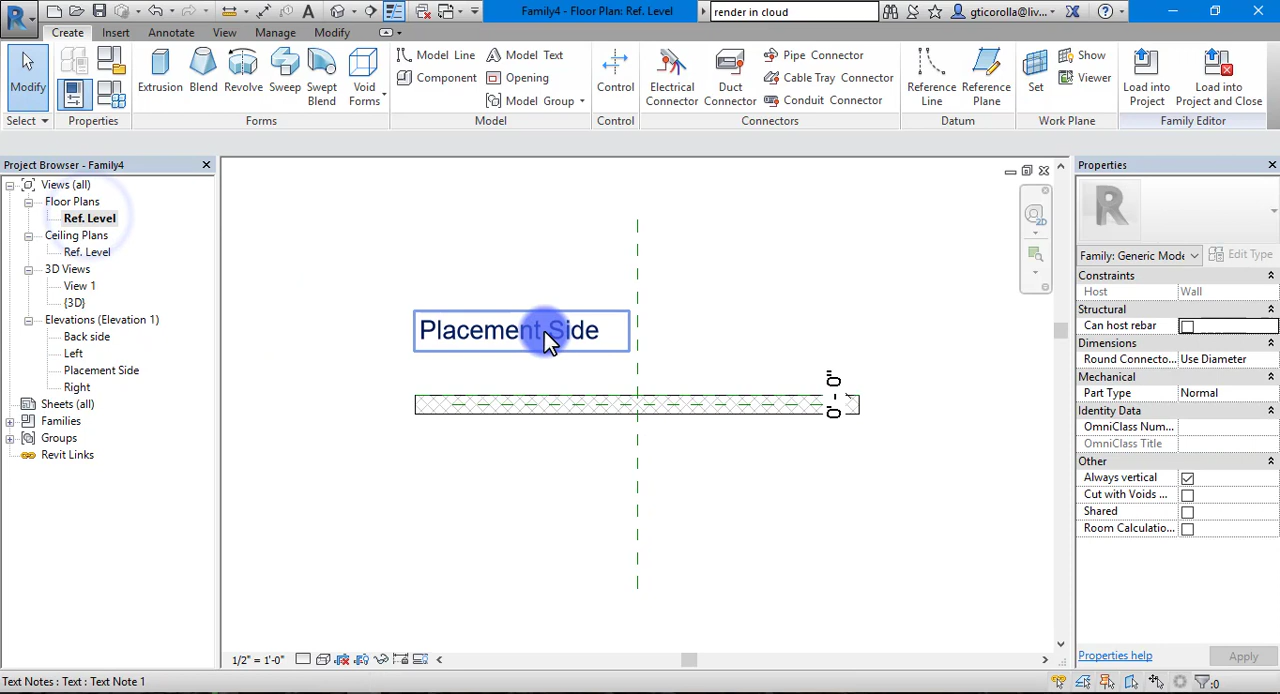 Family4 - Floor Plan: Ref. Level
render in cloud
gticorolla@liv...
Create Insert Annotate View Manage Modify
Modify
Select
Properties
Extrusion Blend Revolve Sweep Swept Blend Void Forms
Forms
Model Line Model Text
Component Opening
Model Group
Model
Control
Control
Electrical Connector Duct Connector
Pipe Connector
Cable Tray Connector
Conduit Connector
Connectors
Reference Line Reference Plane
Datum
Set Show
Viewer
Work Plane
Load into Project Load into Project and Close
Family Editor
Project Browser - Family4
Views (all)
Floor Plans
Ref. Level
Ceiling Plans
Ref. Level
3D Views
View 1
{3D}
Elevations (Elevation 1)
Back side
Left
Placement Side
Right
Sheets (all)
Families
Groups
Revit Links
2D
Placement Side
0' - 0"
1/2" = 1'-0"
Properties
R
Family: Generic Mode Edit Type
Constraints
Host Wall
Structural
Can host rebar
Dimensions
Round Connecto... Use Diameter
Mechanical
Part Type Normal
Identity Data
OmniClass Num...
OmniClass Title
Other
Always vertical
Cut with Voids ...
Shared
Room Calculatio...
Properties help Apply
Text Notes : Text : Text Note 1
:0